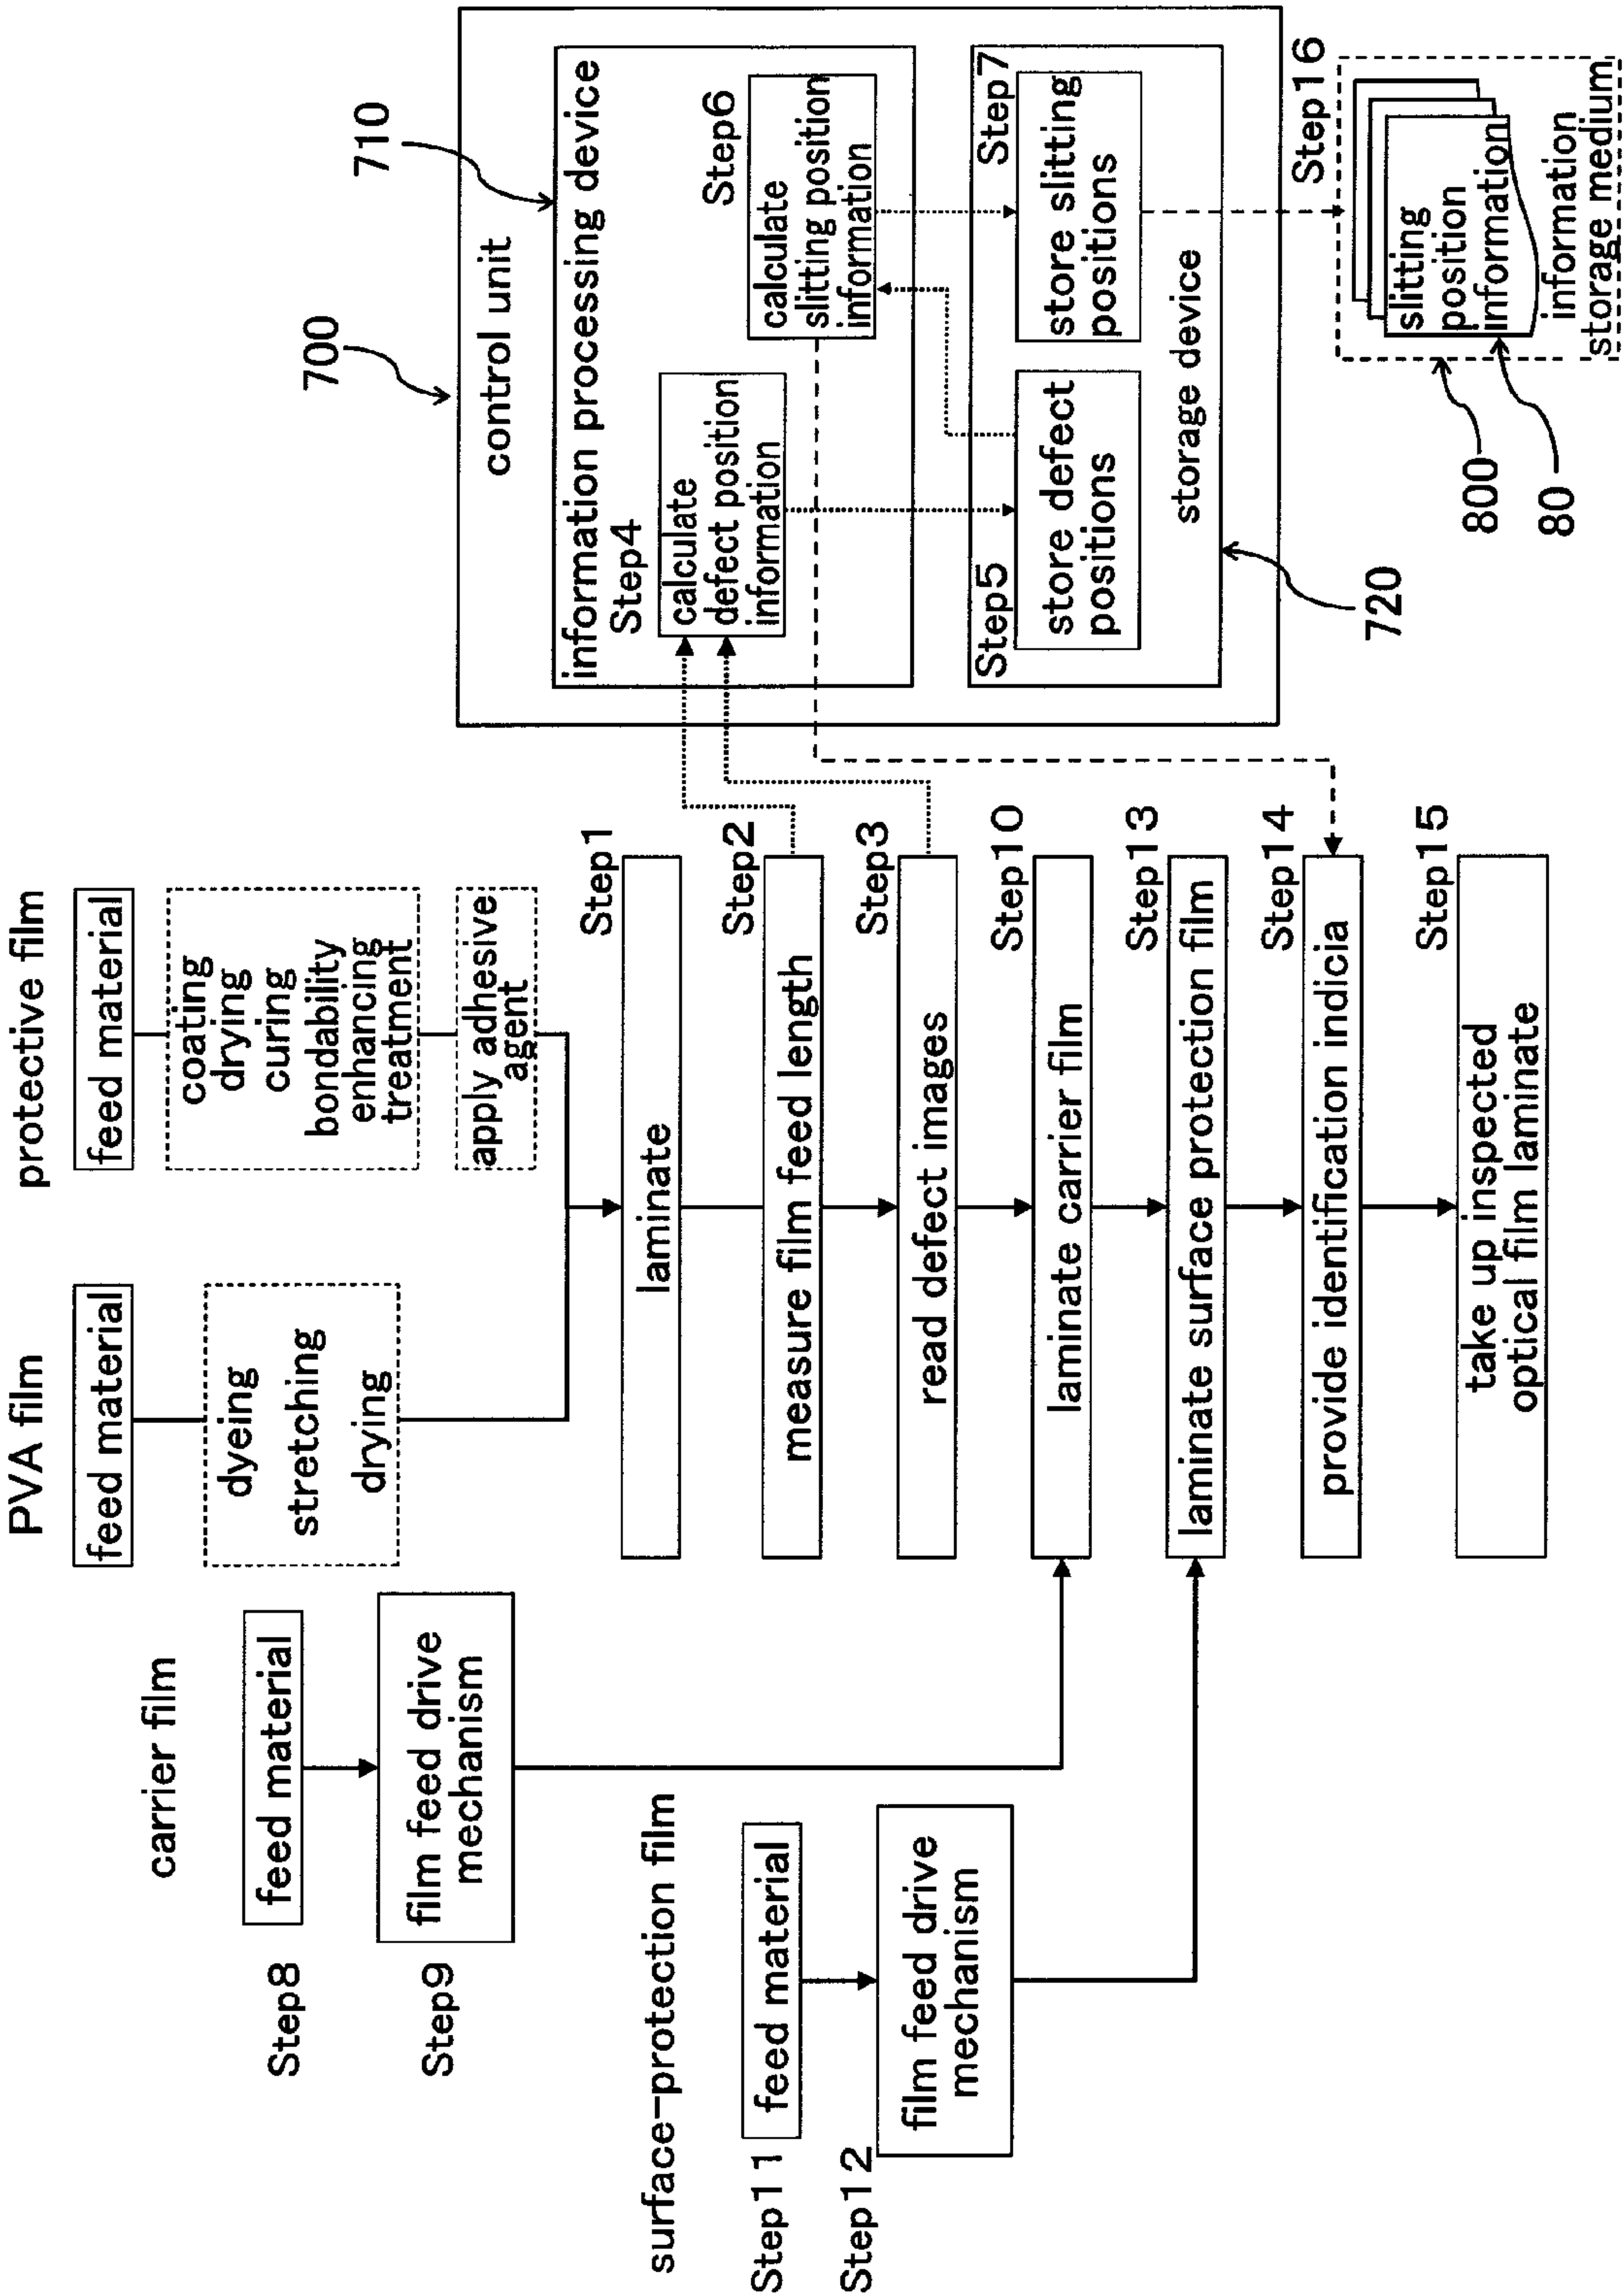 PVA film
protective film
carrier film
surface-protection film
feed material
dyeing
stretching
drying
feed material
coating
drying
curing
bondability
enhancing
treatment
apply adhesive
agent
Step8
feed material
Step9
film feed drive
mechanism
Step11
feed material
Step12
film feed drive
mechanism
Step1
laminate
Step2
measure film feed length
Step3
read defect images
Step10
laminate carrier film
Step13
laminate surface protection film
Step14
provide identification indicia
Step15
take up inspected
optical film laminate
700
control unit
710
information processing device
Step4
calculate
defect position
information
Step6
calculate
slitting position
information
Step5
store defect
positions
Step7
store slitting
positions
storage device
720
Step16
slitting
position
information
information
storage medium
800
80